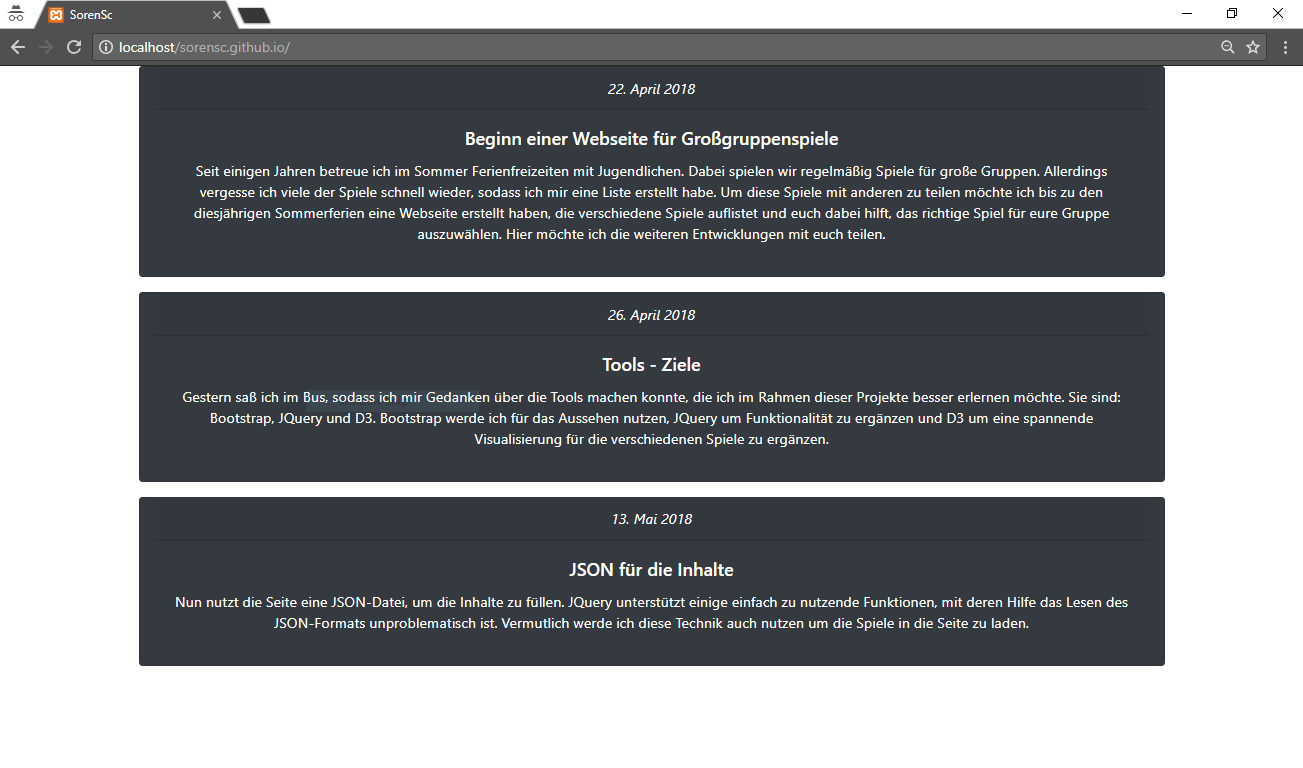 SorenSc
localhost/sorensc.github.io/
22. April 2018
Beginn einer Webseite für Großgruppenspiele
Seit einigen Jahren betreue ich im Sommer Ferienfreizeiten mit Jugendlichen. Dabei spielen wir regelmäßig Spiele für große Gruppen. Allerdings
vergesse ich viele der Spiele schnell wieder, sodass ich mir eine Liste erstellt habe. Um diese Spiele mit anderen zu teilen möchte ich bis zu den
diesjährigen Sommerferien eine Webseite erstellt haben, die verschiedene Spiele auflistet und euch dabei hilft, das richtige Spiel für eure Gruppe
auszuwählen. Hier möchte ich die weiteren Entwicklungen mit euch teilen.
26. April 2018
Tools - Ziele
Gestern saß ich im Bus, sodass ich mir Gedanken über die Tools machen konnte, die ich im Rahmen dieser Projekte besser erlernen möchte. Sie sind:
Bootstrap, JQuery und D3. Bootstrap werde ich für das Aussehen nutzen, JQuery um Funktionalität zu ergänzen und D3 um eine spannende
Visualisierung für die verschiedenen Spiele zu ergänzen.
13. Mai 2018
JSON für die Inhalte
Nun nutzt die Seite eine JSON-Datei, um die Inhalte zu füllen. JQuery unterstützt einige einfach zu nutzende Funktionen, mit deren Hilfe das Lesen des
JSON-Formats unproblematisch ist. Vermutlich werde ich diese Technik auch nutzen um die Spiele in die Seite zu laden.